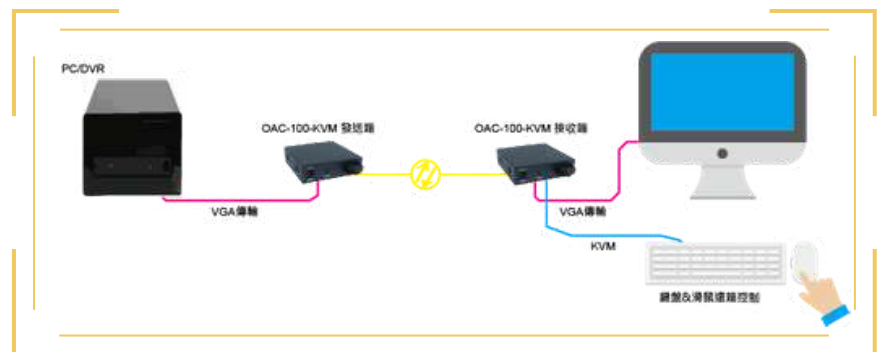 PC/DVR
OAC-100-KVM 發送端
OAC-100-KVM 接收端
VGA傳輸
VGA傳輸
KVM
鍵盤&滑鼠遠端控制